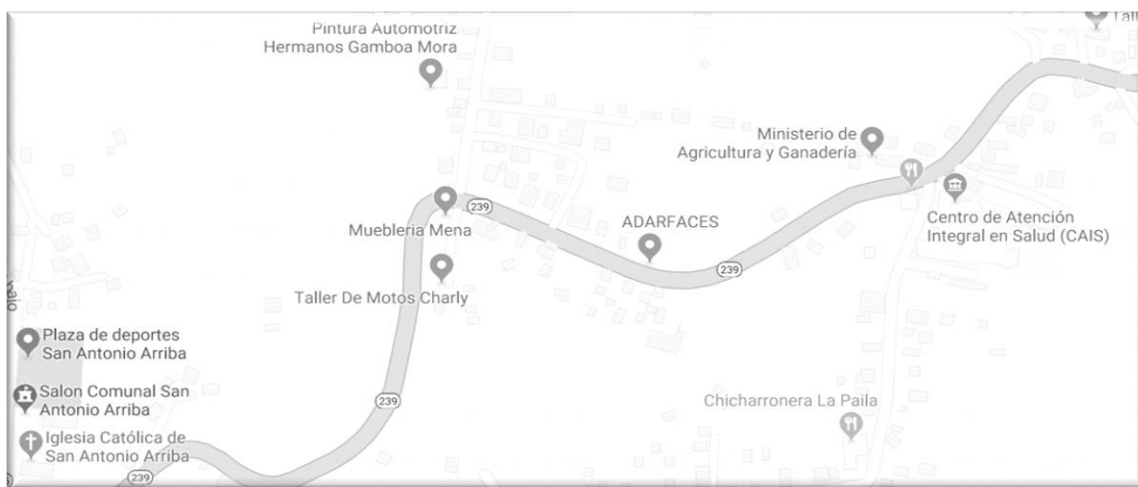 Pintura Automotriz
Hermanos Gamboa Mora
Ministerio de
Agricultura y Ganadería
239
Muebleria Mena
ADARFACES
Centro de Atención
Integral en Salud (CAIS)
239
Taller De Motos Charly
Plaza de deportes
San Antonio Arriba
Salon Comunal San
Antonio Arriba
239
Chicharronera La Paila
Iglesia Católica de
San Antonio Arriba
239